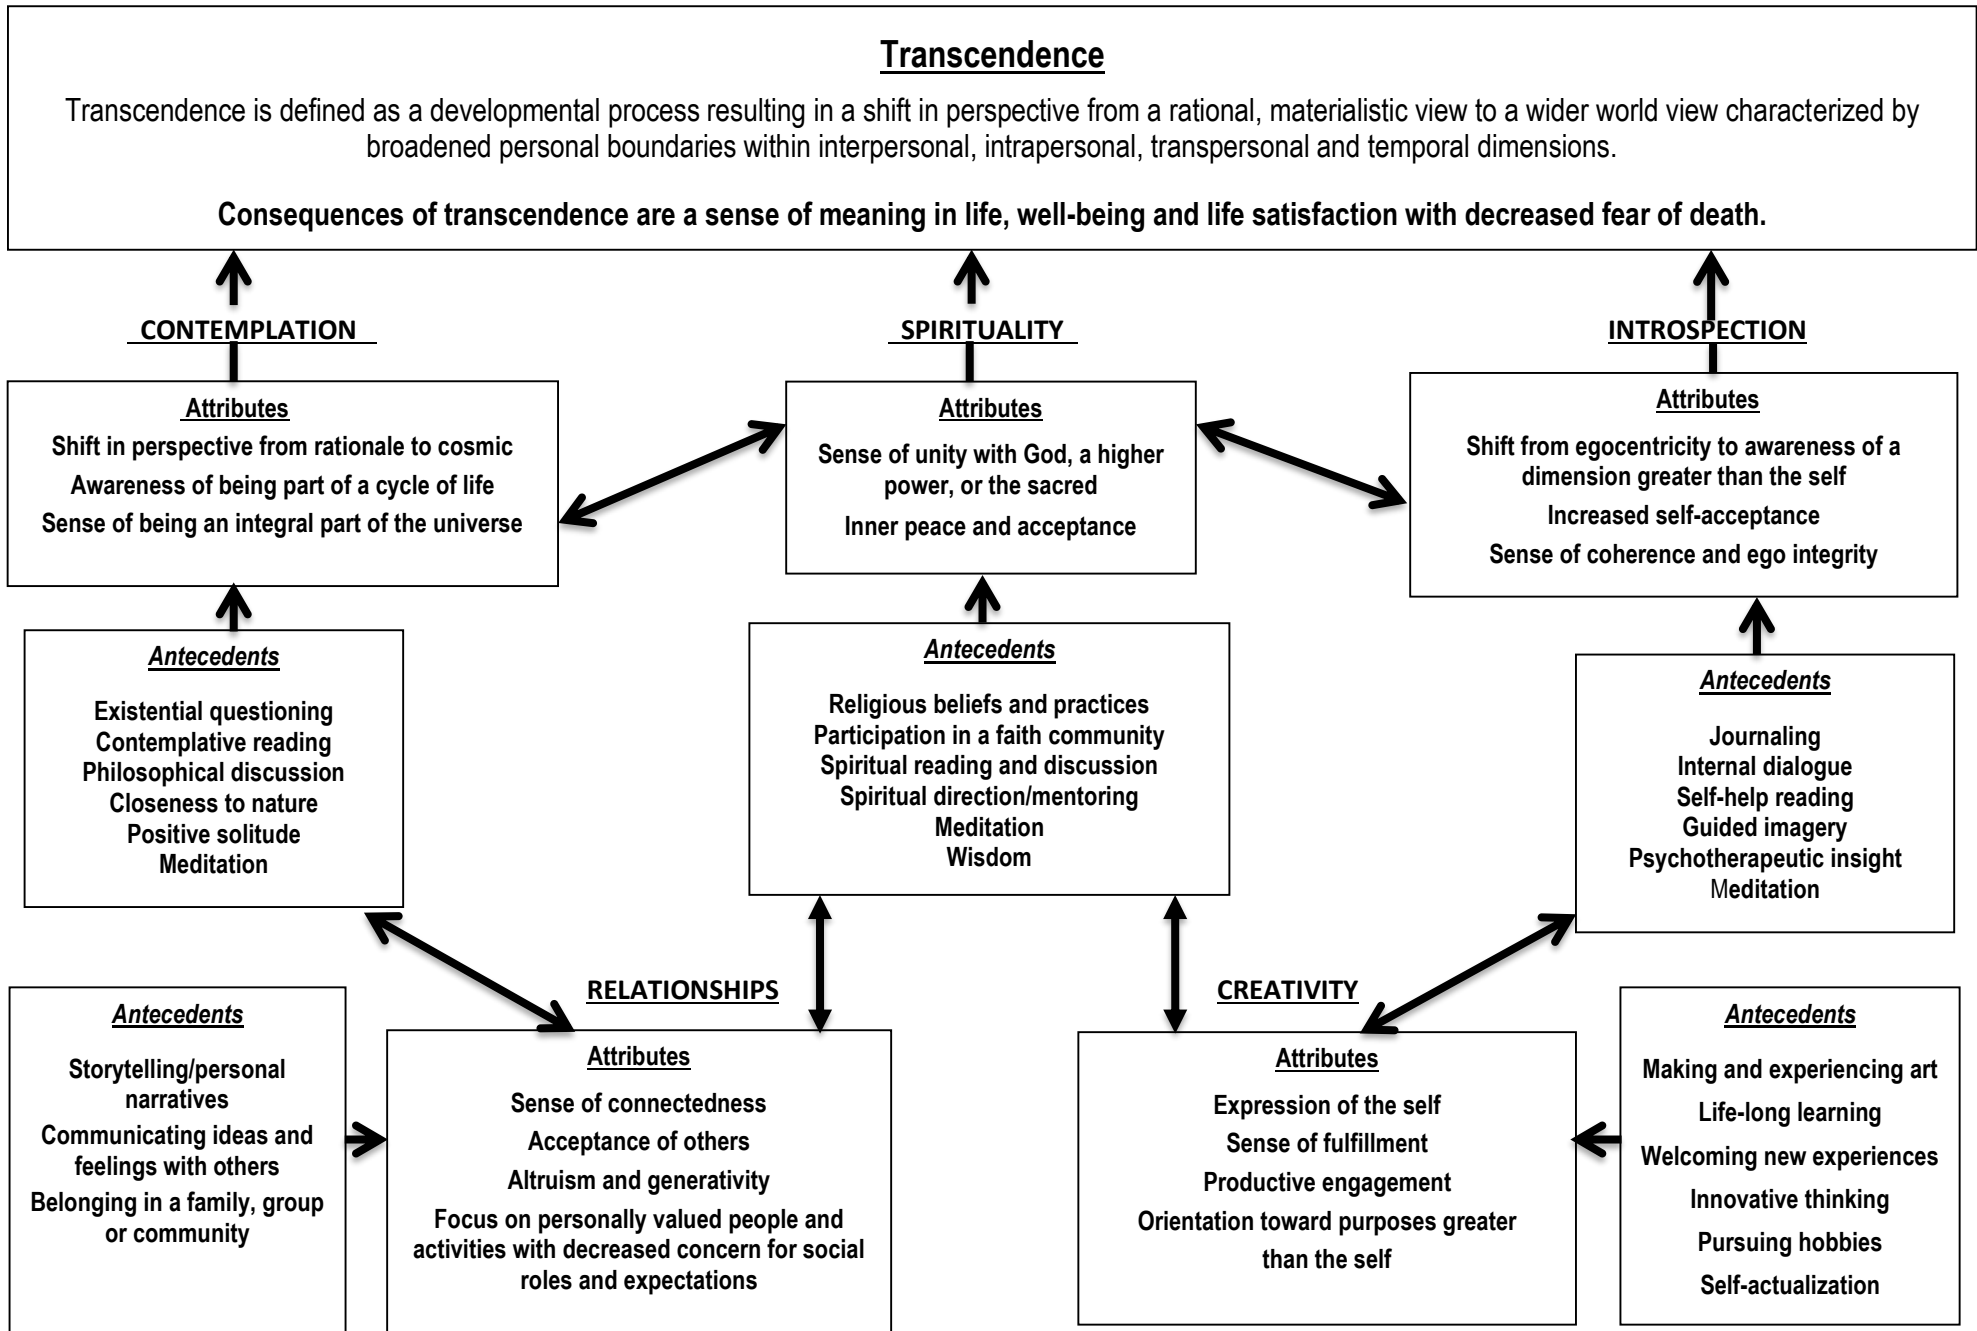 Transcendence
Transcendence is defined as a developmental process resulting in a shift in perspective from a rational, materialistic view to a wider world view characterized by
broadened personal boundaries within interpersonal, intrapersonal, transpersonal and temporal dimensions.
Consequences of transcendence are a sense of meaning in life, well-being and life satisfaction with decreased fear of death.
CONTEMPLATION
SPIRITUALITY
INTROSPECTION
Attributes
Shift in perspective from rationale to cosmic
Awareness of being part of a cycle of life
Sense of being an integral part of the universe
Attributes
Sense of unity with God, a higher
power, or the sacred
Inner peace and acceptance
Attributes
Shift from egocentricity to awareness of a
dimension greater than the self
Increased self-acceptance
Sense of coherence and ego integrity
Antecedents
Existential questioning
Contemplative reading
Philosophical discussion
Closeness to nature
Positive solitude
Meditation
Antecedents
Religious beliefs and practices
Participation in a faith community
Spiritual reading and discussion
Spiritual direction/mentoring
Meditation
Wisdom
Antecedents
Journaling
Internal dialogue
Self-help reading
Guided imagery
Psychotherapeutic insight
Meditation
RELATIONSHIPS
CREATIVITY
Antecedents
Storytelling/personal
narratives
Communicating ideas and
feelings with others
Belonging in a family, group
or community
Attributes
Sense of connectedness
Acceptance of others
Altruism and generativity
Focus on personally valued people and
activities with decreased concern for social
roles and expectations
Attributes
Expression of the self
Sense of fulfillment
Productive engagement
Orientation toward purposes greater
than the self
Antecedents
Making and experiencing art
Life-long learning
Welcoming new experiences
Innovative thinking
Pursuing hobbies
Self-actualization